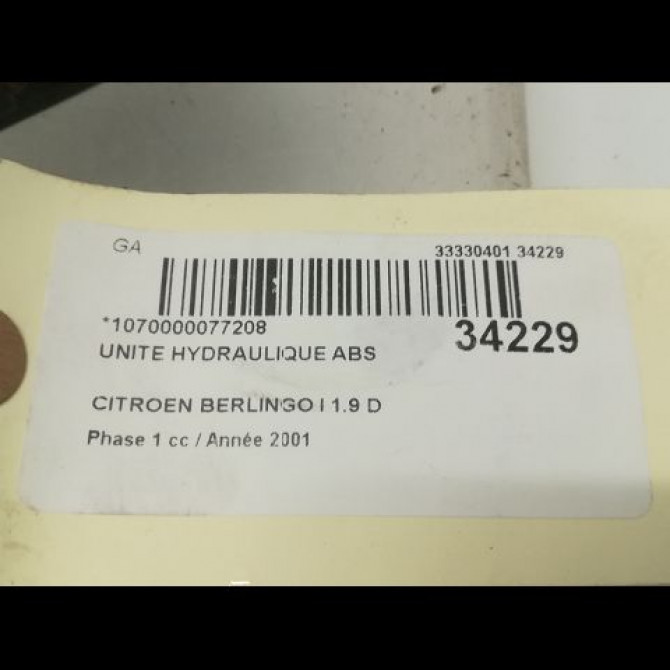 GA 33330401 34229
*1070000077208 34229
UNITE HYDRAULIQUE ABS
CITROEN BERLINGO I 1.9 D
Phase 1 cc / Année 2001